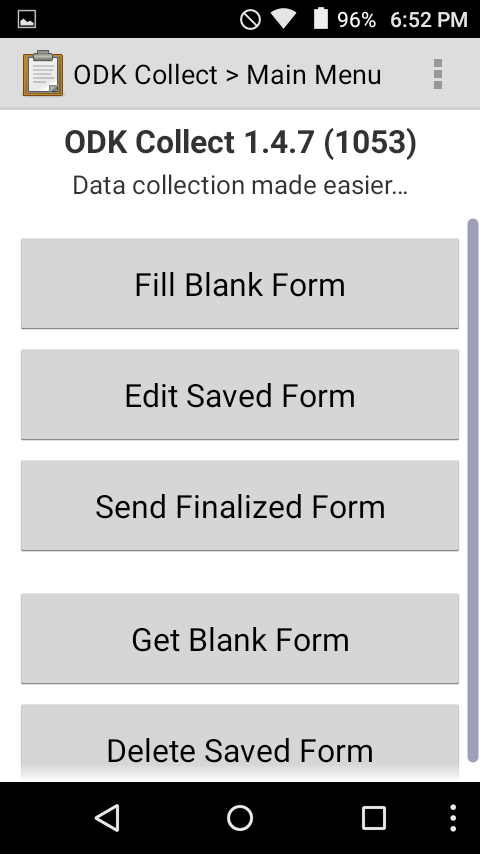 96% 6:52 PM
ODK Collect > Main Menu
ODK Collect 1.4.7 (1053)
Data collection made easier...
Fill Blank Form
Edit Saved Form
Send Finalized Form
Get Blank Form
Delete Saved Form